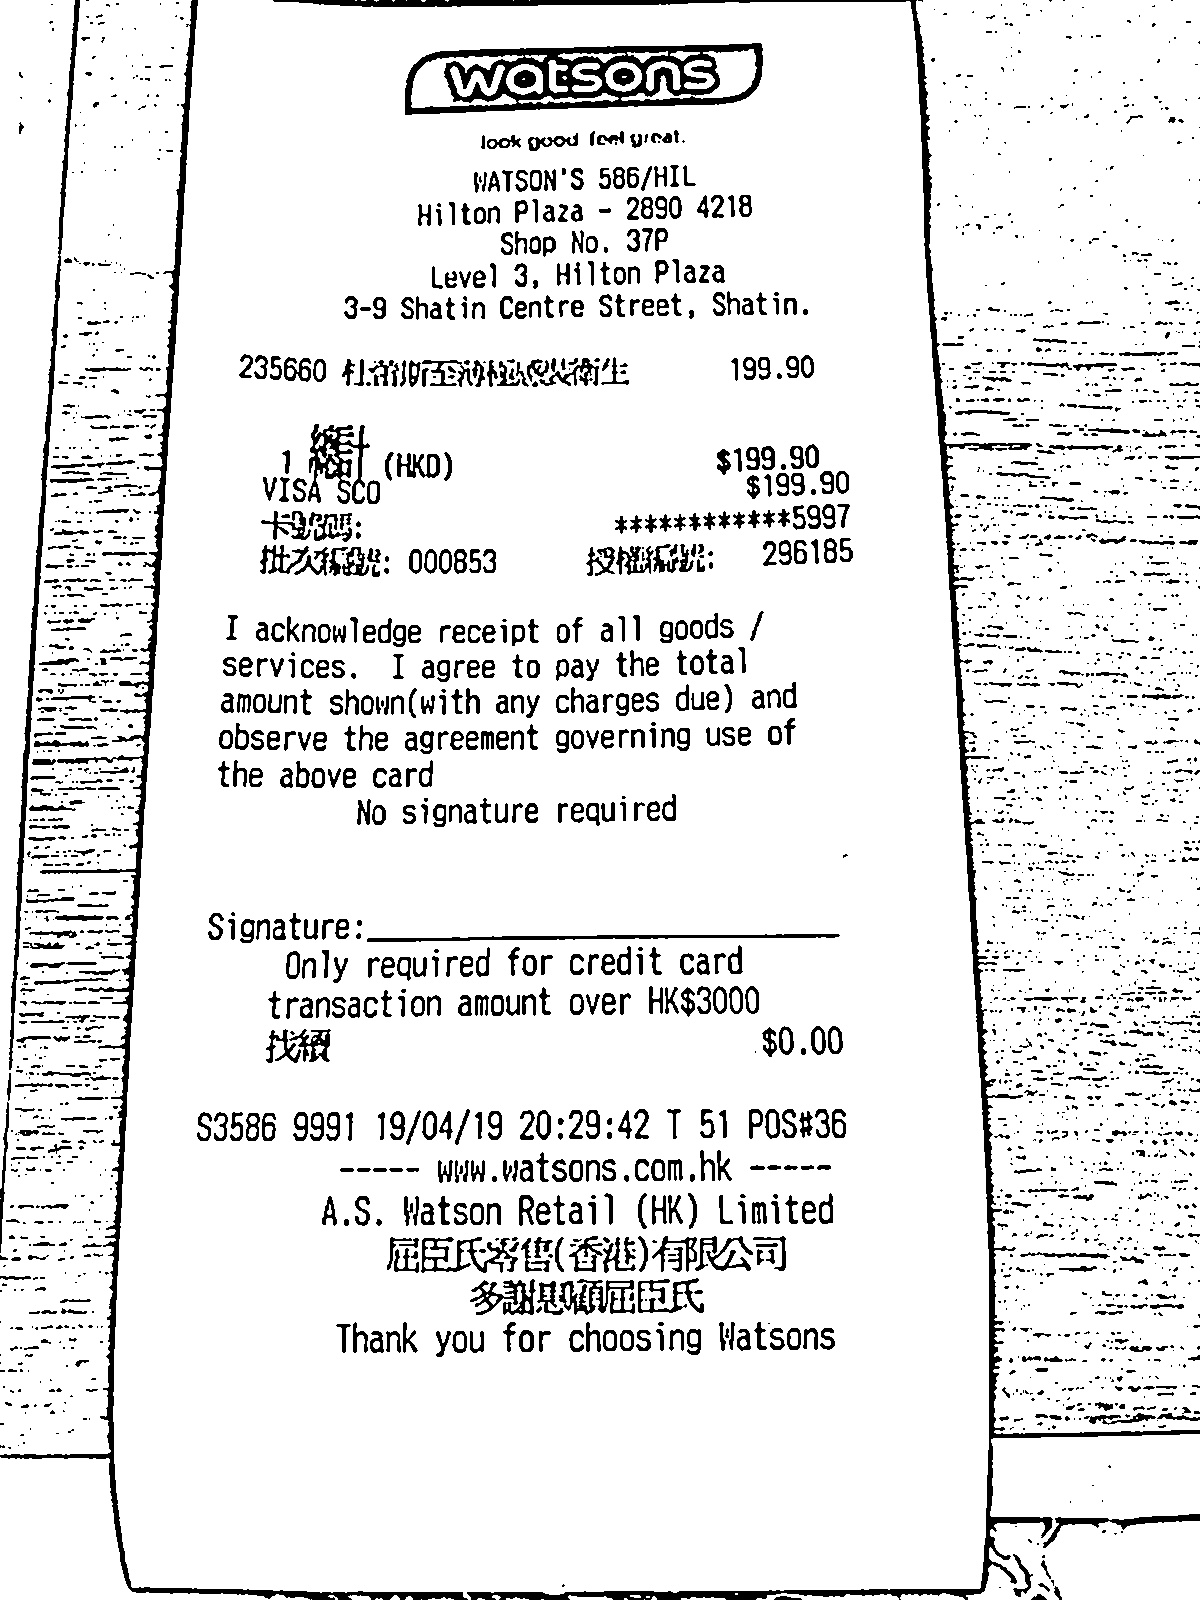 watsons
look good feel great.
WATSON'S 586/HIL
Hilton Plaza - 2890 4218
Shop No. 37P
Level 3, Hilton Plaza
3-9 Shatin Centre Street, Shatin.
235660 杜蕾斯至薄極 裝衛生 199.90
總計
1 (HKD) $199.90
VISA SCO $199.90
卡號碼: ************5997
批次編號: 000853 授權編號: 296185
I acknowledge receipt of all goods /
services. I agree to pay the total
amount shown(with any charges due) and
observe the agreement governing use of
the above card
No signature required
Signature:
Only required for credit card
transaction amount over HK$3000
找續 $0.00
S3586 9991 19/04/19 20:29:42 T 51 POS#36
----- www.watsons.com.hk -----
A.S. Watson Retail (HK) Limited
屈臣氏零售(香港)有限公司
多謝惠顧屈臣氏
Thank you for choosing Watsons